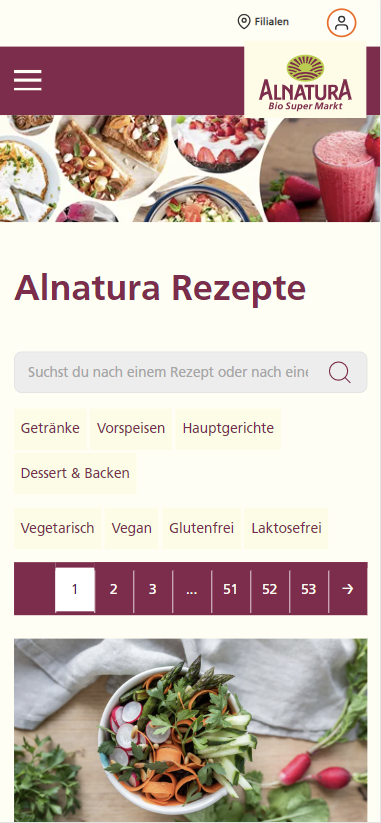 Filialen
ALNATURA
Bio Super Markt
Alnatura Rezepte
Suchst du nach einem Rezept oder nach eine
Getränke Vorspeisen Hauptgerichte
Dessert & Backen
Vegetarisch Vegan Glutenfrei Laktosefrei
1 2 3 ... 51 52 53 →